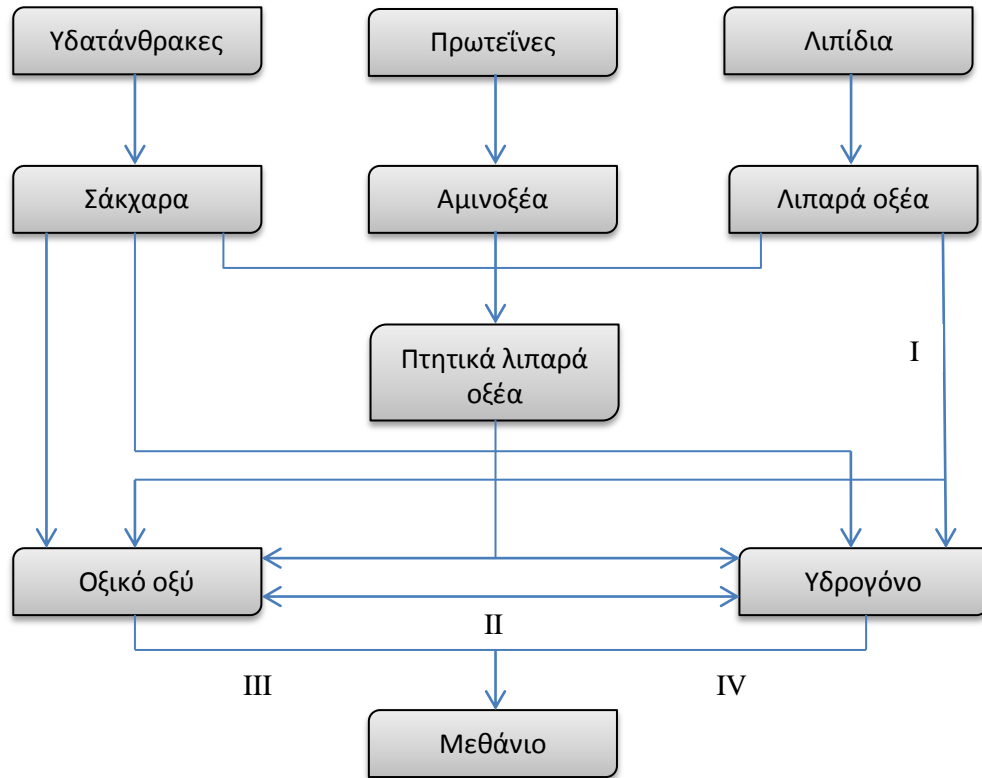 Υδατάνθρακες
Πρωτεΐνες
Λιπίδια
Σάκχαρα
Αμινοξέα
Λιπαρά οξέα
Πτητικά λιπαρά
οξέα
I
Οξικό οξύ
Υδρογόνο
II
III
IV
Μεθάνιο